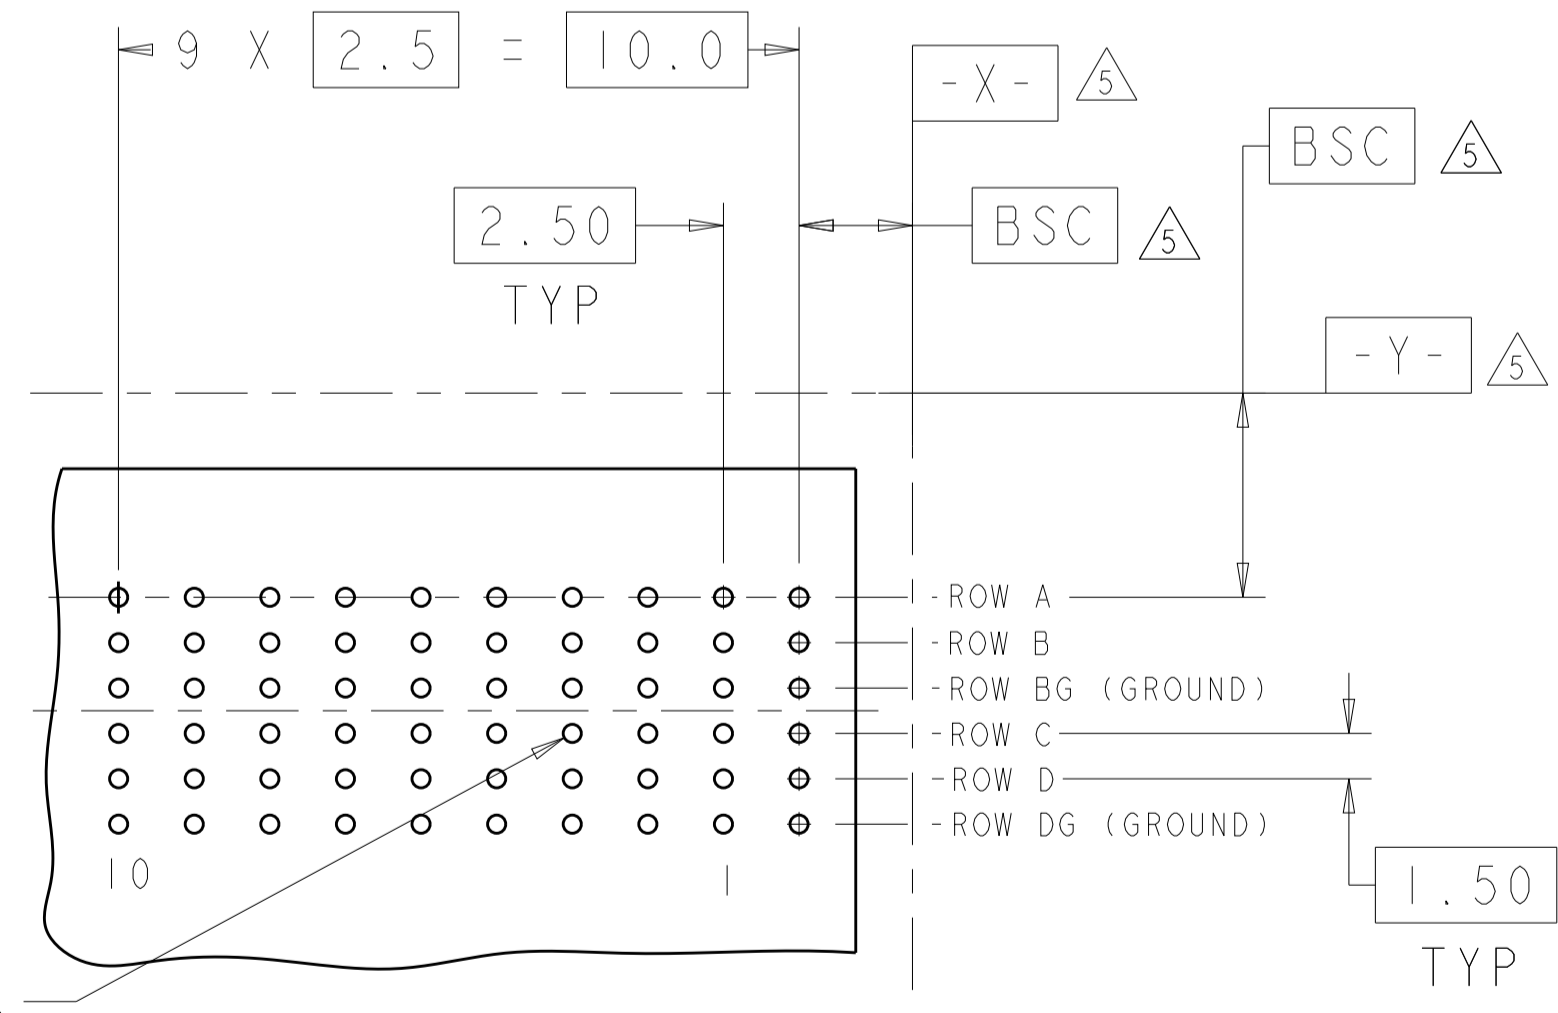 9 X 2.5 = 10.0
-X- 5
BSC 5
2.50
BSC 5
TYP
-Y- 5
-ROW A
-ROW B
-ROW BG (GROUND)
-ROW C
-ROW D
-ROW DG (GROUND)
10
1
1.50
TYP